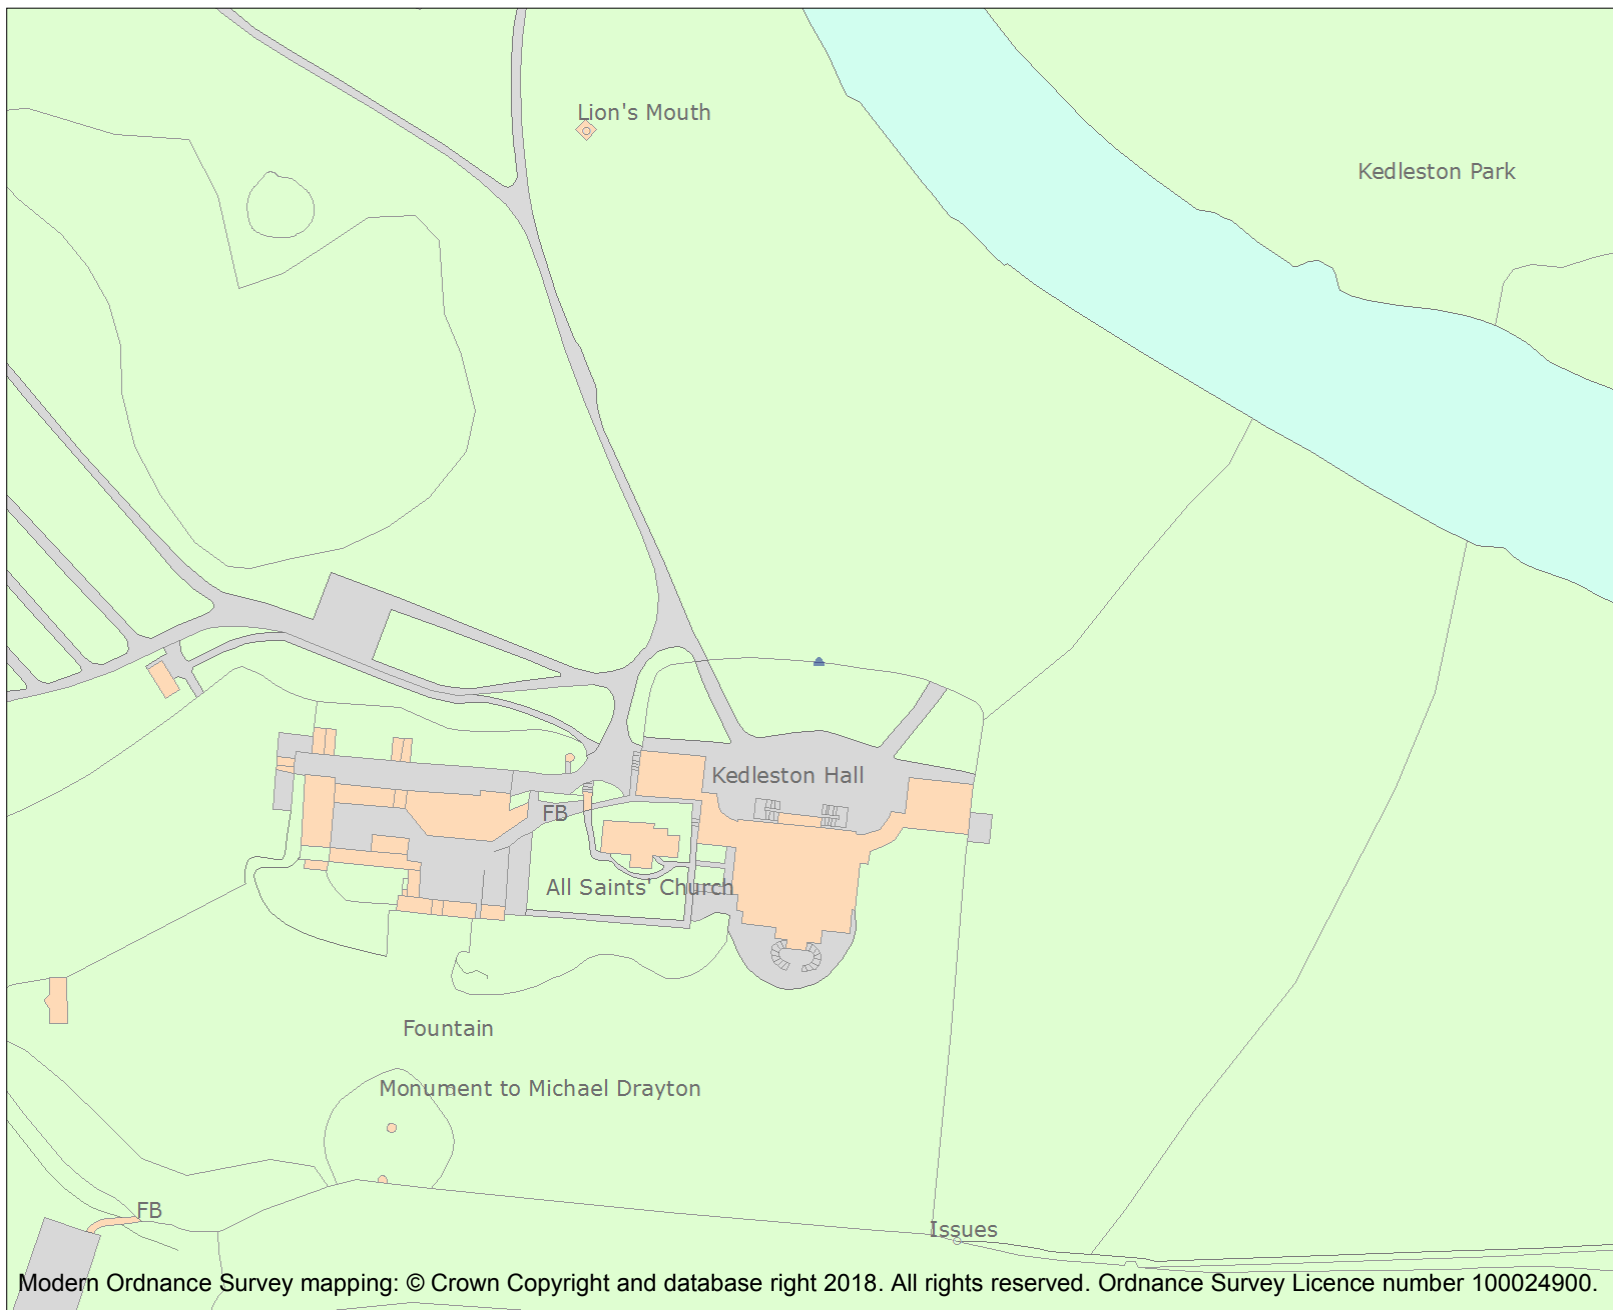 Lion's Mouth
Kedleston Park
Kedleston Hall
FB
All Saints' Church
Fountain
Monument to Michael Drayton
FB
Issues
Modern Ordnance Survey mapping: © Crown Copyright and database right 2018. All rights reserved. Ordnance Survey Licence number 100024900.